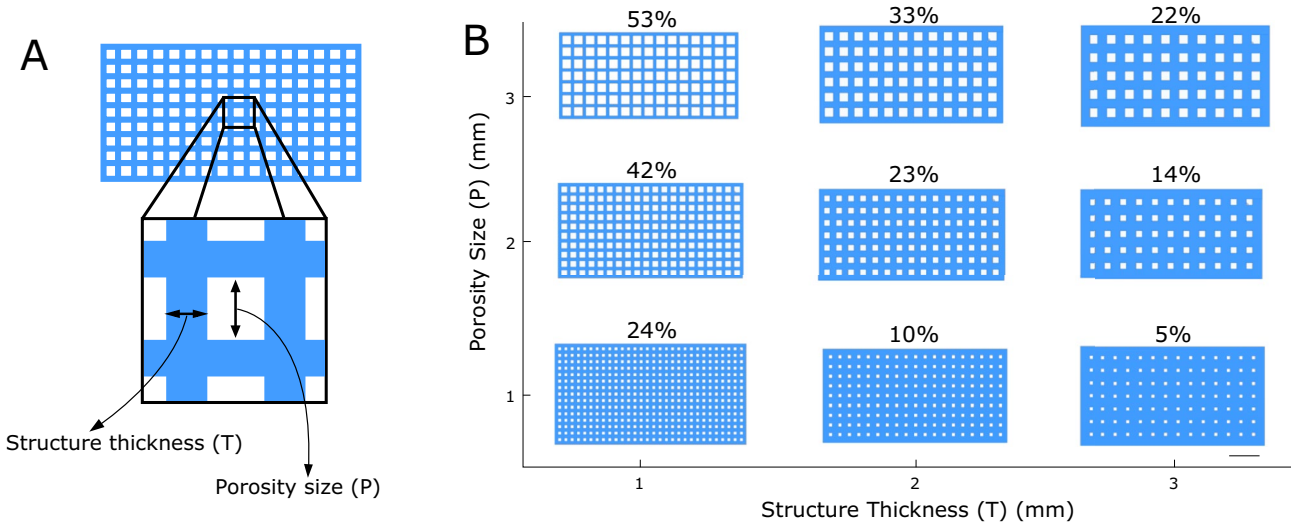 A
Structure thickness (T)
Porosity size (P)
B
53%
33%
22%
42%
23%
14%
24%
10%
5%
Porosity Size (P) (mm)
3
2
1
1
2
3
Structure Thickness (T) (mm)